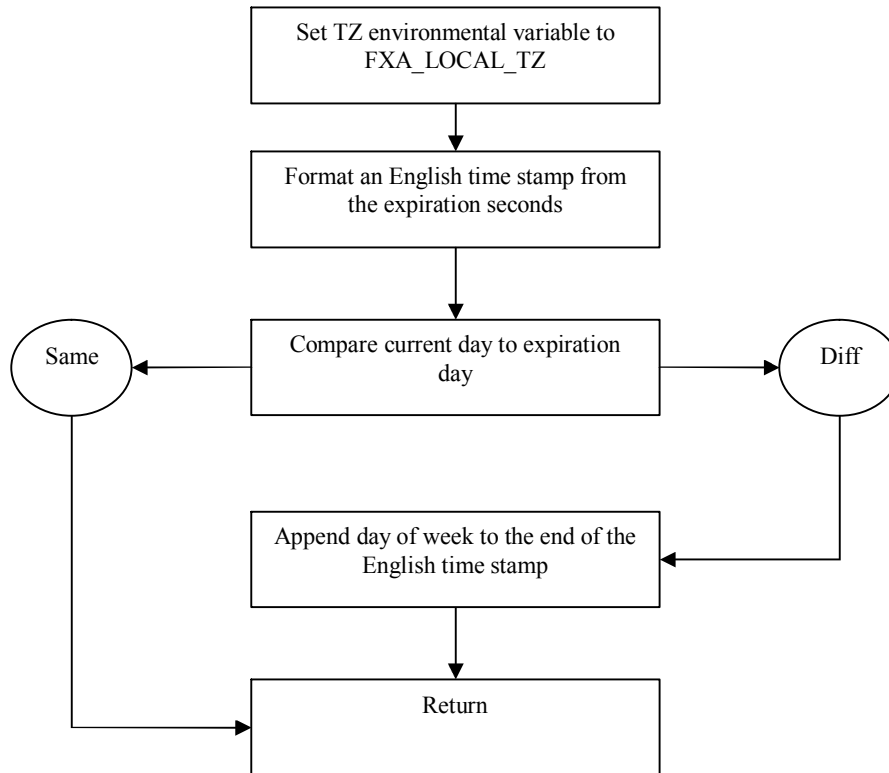 Set TZ environmental variable to
FXA_LOCAL_TZ
Format an English time stamp from
the expiration seconds
Same
Compare current day to expiration
day
Diff
Append day of week to the end of the
English time stamp
Return